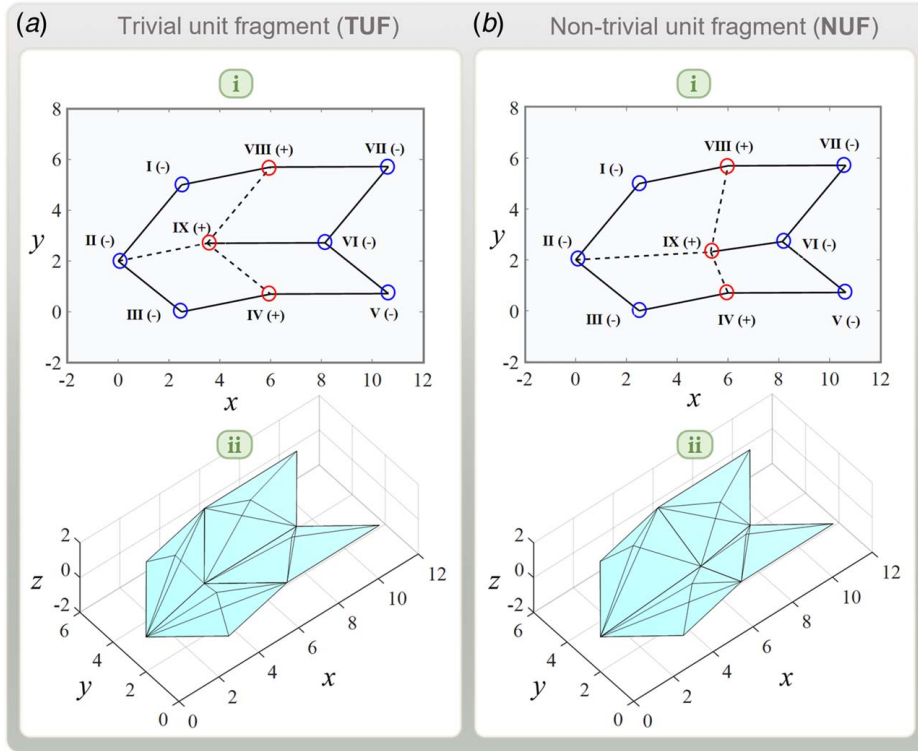 (a) Trivial unit fragment (TUF)
i
8
6
4
2
0
-2
y
-2 0 2 4 6 8 10 12
x
VIII (+)
VII (-)
I (-)
IX (+)
II (-)
VI (-)
III (-)
IV (+)
V (-)
ii
2
0
-2
z
6
4
2
0
y
0
2
4
6
8
10
12
x
(b) Non-trivial unit fragment (NUF)
i
8
6
4
2
0
-2
y
-2 0 2 4 6 8 10 12
x
VIII (+)
VII (-)
I (-)
II (-)
IX (+)
VI (-)
III (-)
IV (+)
V (-)
ii
2
0
-2
z
6
4
2
0
y
0
2
4
6
8
10
12
x